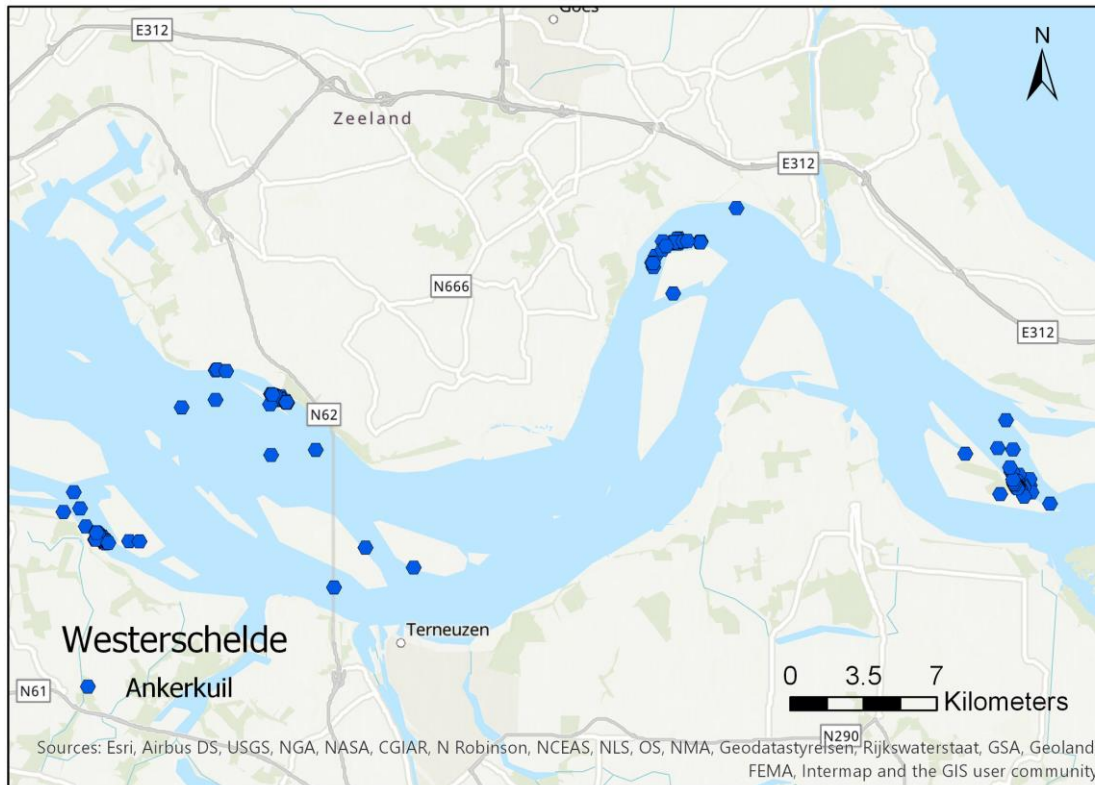 Goes
E312
N
Zeeland
E312
N666
E312
N62
Westerschelde
Terneuzen
Ankerkuil
0 3.5 7
Kilometers
N61
N290
Sources: Esri, Airbus DS, USGS, NGA, NASA, CGIAR, N Robinson, NCEAS, NLS, OS, NMA, Geodatastyrelsen, Rijkswaterstaat, GSA, Geoland,
FEMA, Intermap and the GIS user community